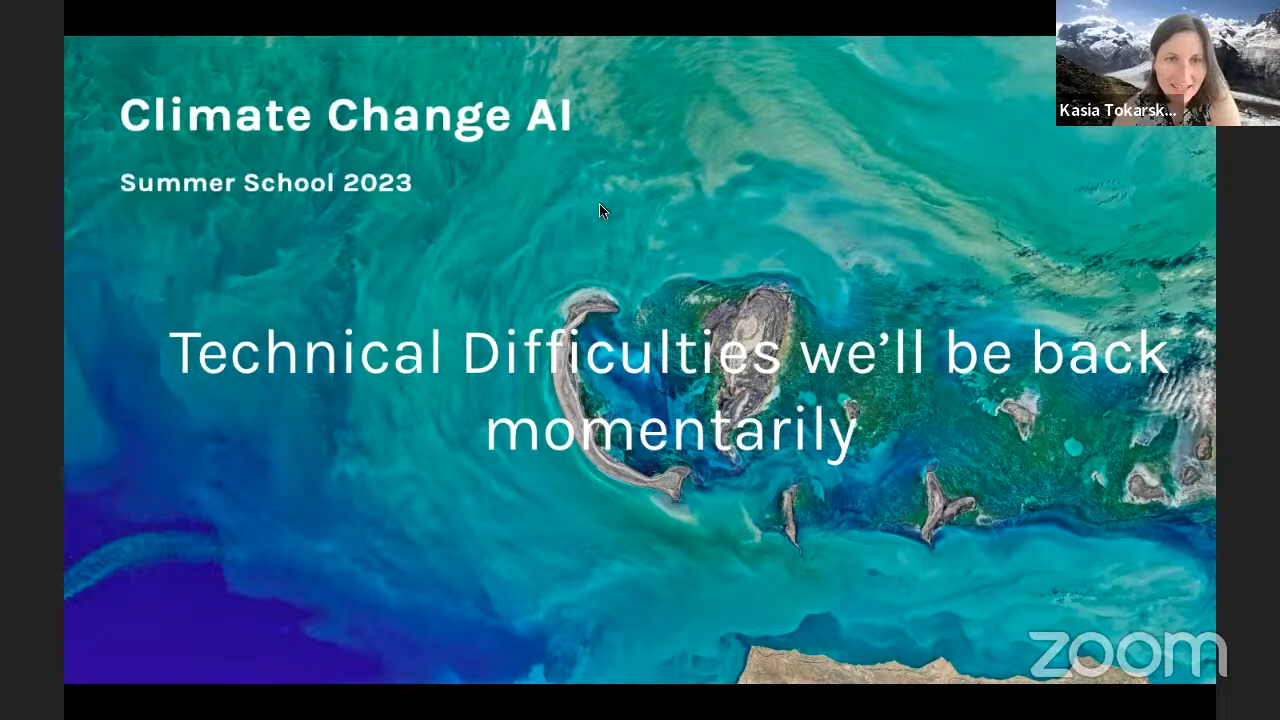 Climate Change AI
Summer School 2023
Kasia Tokarsk...
Technical Difficulties we’ll be back
momentarily
zoom